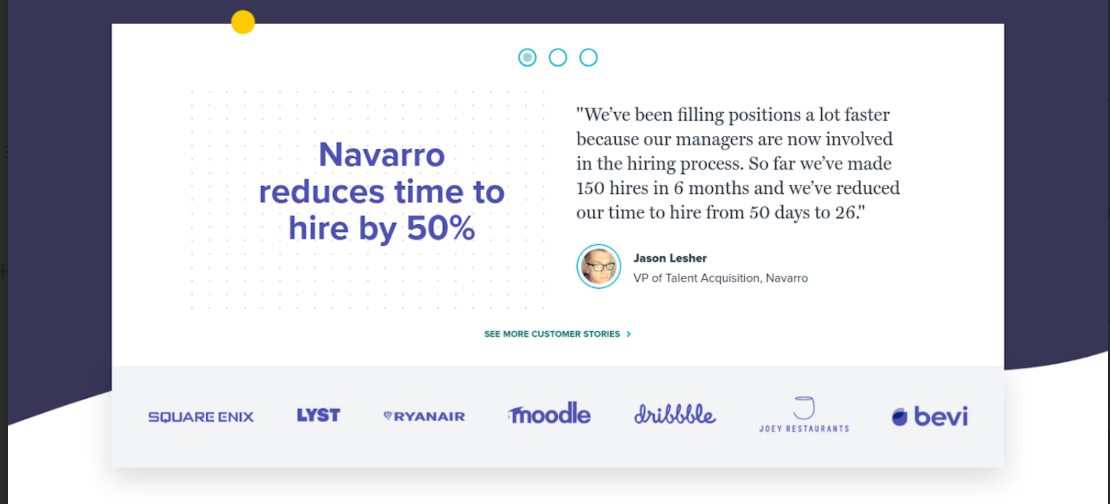 Navarro
reduces time to
hire by 50%
"We’ve been filling positions a lot faster
because our managers are now involved
in the hiring process. So far we’ve made
150 hires in 6 months and we’ve reduced
our time to hire from 50 days to 26."
Jason Lesher
VP of Talent Acquisition, Navarro
SEE MORE CUSTOMER STORIES >
SQUARE ENIX LYST RYANAIR moodle dribbble JOEY RESTAURANTS bevi